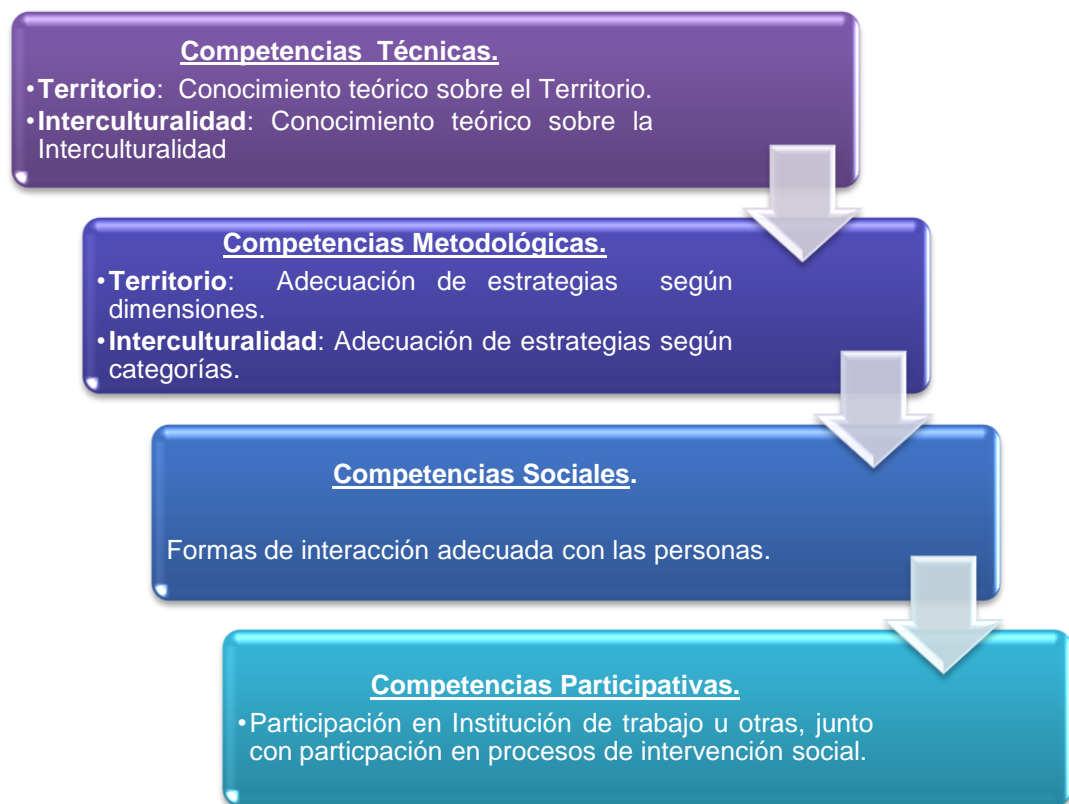 Competencias Técnicas.
•Territorio: Conocimiento teórico sobre el Territorio.
•Interculturalidad: Conocimiento teórico sobre la
Interculturalidad
Competencias Metodológicas.
•Territorio: Adecuación de estrategias según
dimensiones.
•Interculturalidad: Adecuación de estrategias según
categorías.
Competencias Sociales.
Formas de interacción adecuada con las personas.
Competencias Participativas.
•Participación en Institución de trabajo u otras, junto
con particpación en procesos de intervención social.